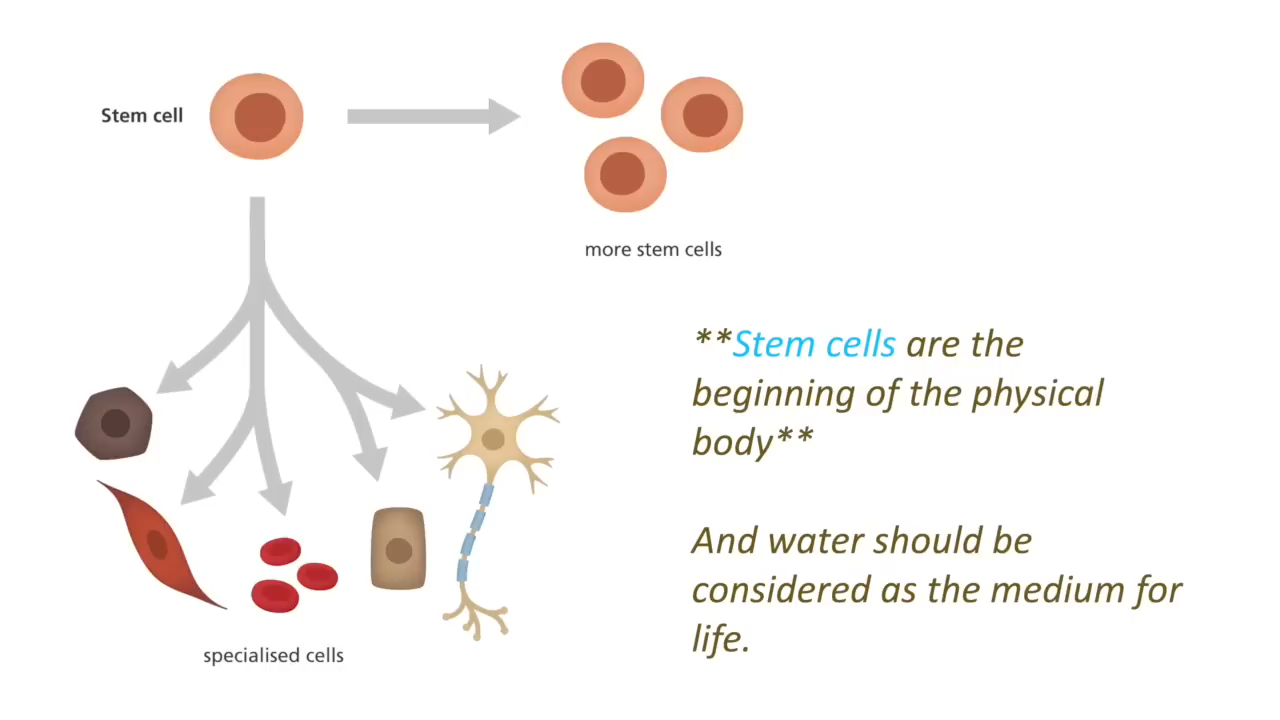 Stem cell
more stem cells
specialised cells
**Stem cells are the
beginning of the physical
body**
And water should be
considered as the medium for
life.